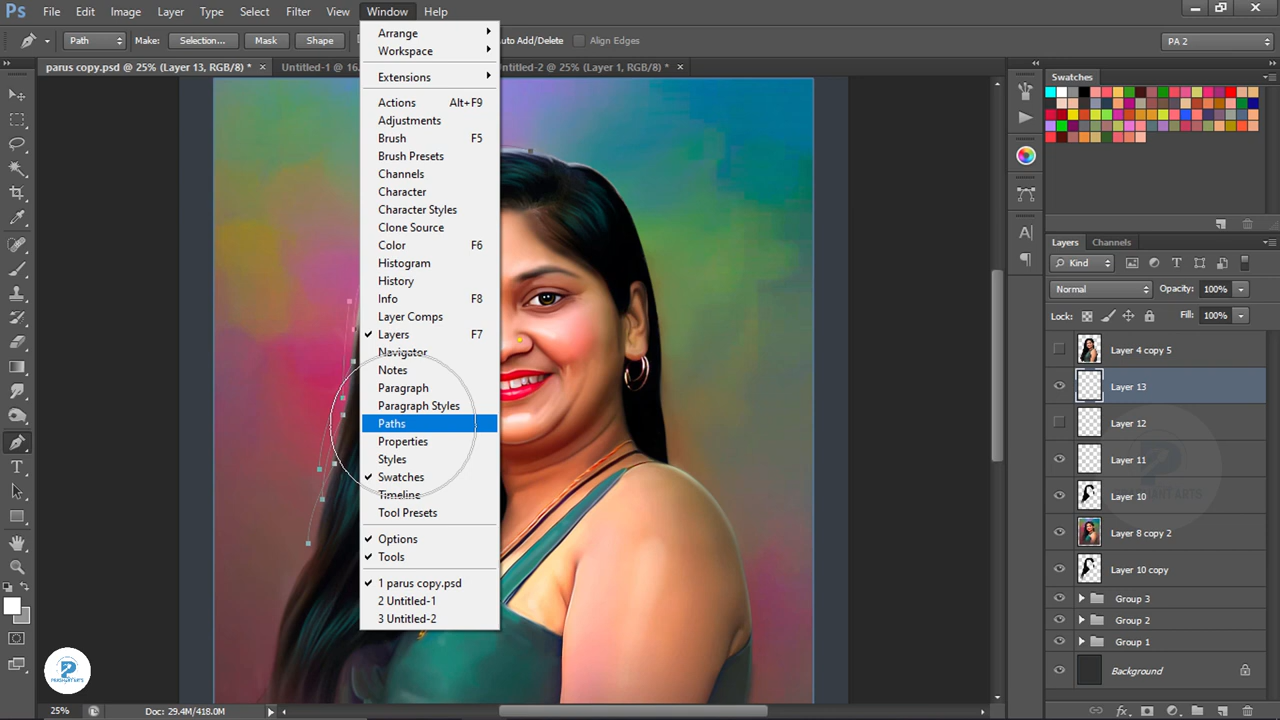 Ps File Edit Image Layer Type Select Filter View Window Help
Path Make: Selection... Mask Shape Auto Add/Delete Align Edges PA 2
parus copy.psd @ 25% (Layer 13, RGB/8) * × Untitled-1 @ 16. ntitled-2 @ 25% (Layer 1, RGB/8) * ×
Arrange
Workspace
Extensions
Actions Alt+F9
Adjustments
Brush F5
Brush Presets
Channels
Character
Character Styles
Clone Source
Color F6
Histogram
History
Info F8
Layer Comps
Layers F7
Navigator
Notes
Paragraph
Paragraph Styles
Paths
Properties
Styles
Swatches
Timeline
Tool Presets
Options
Tools
1 parus copy.psd
2 Untitled-1
3 Untitled-2
Swatches
Layers Channels
Kind
Normal Opacity: 100%
Lock: Fill: 100%
Layer 4 copy 5
Layer 13
Layer 12
Layer 11
Layer 10
Layer 8 copy 2
Layer 10 copy
Group 3
Group 2
Group 1
Background
25% Doc: 29.4M/418.0M